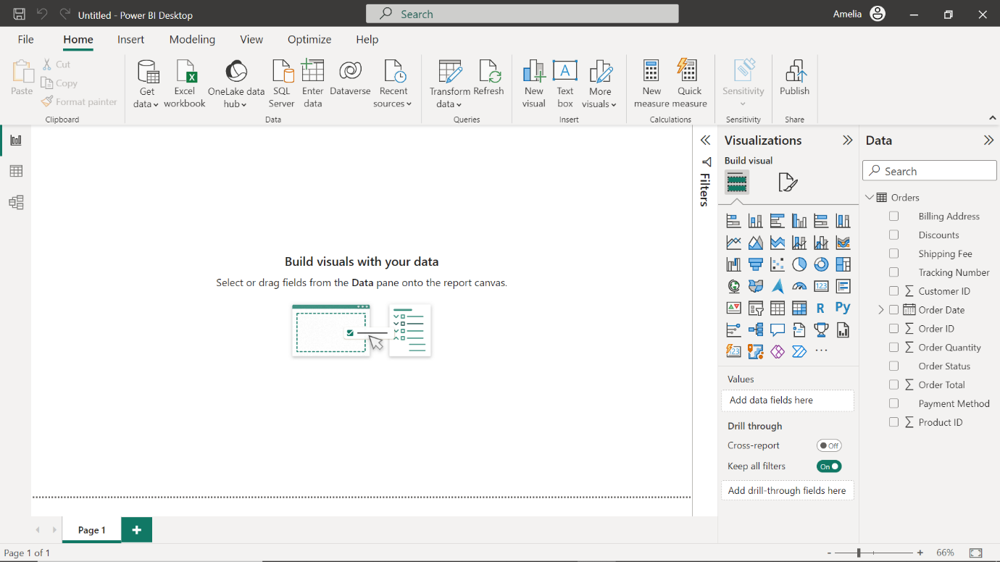 Untitled - Power BI Desktop
Search
Amelia
File Home Insert Modeling View Optimize Help
Paste
Cut
Copy
Format painter
Clipboard
Get
data
Excel
workbook
OneLake data
hub
SQL
Server
Enter
data
Dataverse
Recent
sources
Data
Transform
data
Refresh
Queries
New
visual
A
Text
box
More
visuals
Insert
New
measure
Quick
measure
Calculations
Sensitivity
Sensitivity
Publish
Share
Build visuals with your data
Select or drag fields from the Data pane onto the report canvas.
Filters
Visualizations
Build visual
123
R
Py
123
Values
Add data fields here
Drill through
Cross-report
Off
Keep all filters
On
Add drill-through fields here
Data
Search
Orders
Billing Address
Discounts
Shipping Fee
Tracking Number
∑ Customer ID
Order Date
∑ Order ID
∑ Order Quantity
Order Status
∑ Order Total
Payment Method
∑ Product ID
Page 1
+
Page 1 of 1
- + 66%